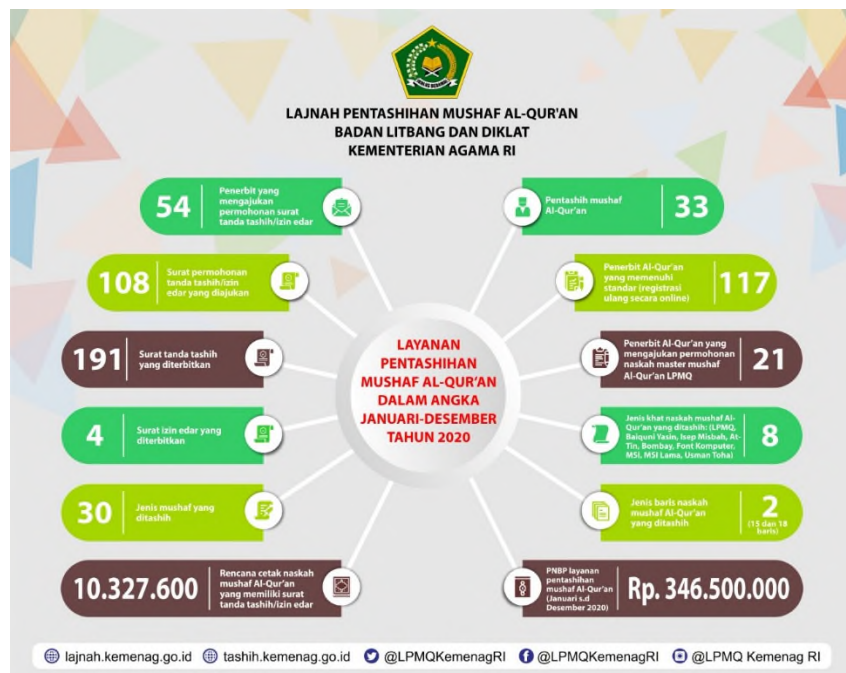 LAJNAH PENTASHIHAN MUSHAF AL-QUR'AN
BADAN LITBANG DAN DIKLAT
KEMENTERIAN AGAMA RI
54
Penerbit yang
mengajukan
permohonan surat
tanda tashih/izin edar
108
Surat permohonan
tanda tashih/izin
edar yang diajukan
191
Surat tanda tashih
yang diterbitkan
4
Surat izin edar yang
diterbitkan
30
Jenis mushaf yang
ditashih
10.327.600
Rencana cetak naskah
mushaf Al-Qur'an
yang memiliki surat
tanda tashih/izin edar
LAYANAN
PENTASHIHAN
MUSHAF AL-QUR'AN
DALAM ANGKA
JANUARI-DESEMBER
TAHUN 2020
Pentashih mushaf
Al-Qur'an
33
Penerbit Al-Qur'an
yang memenuhi
standar (registrasi
ulang secara online)
117
Penerbit Al-Qur'an yang
mengajukan permohonan
naskah master mushaf
Al-Qur'an LPMQ
21
Jenis khat naskah mushaf Al-
Qur'an yang ditashih: (LPMQ,
Baiquni Yasin, Isep Misbah, At-
Tin, Bombay, Font Komputer,
MSI, MSI Lama, Usman Toha)
8
Jenis baris naskah
mushaf Al-Qur'an
yang ditashih
2
(15 dan 18
baris)
PNBP layanan
pentashihan
mushaf Al-Qur'an
(Januari s.d
Desember 2020)
Rp. 346.500.000
lajnah.kemenag.go.id tashih.kemenag.go.id @LPMQKemenagRI @LPMQKemenagRI @LPMQ Kemenag RI